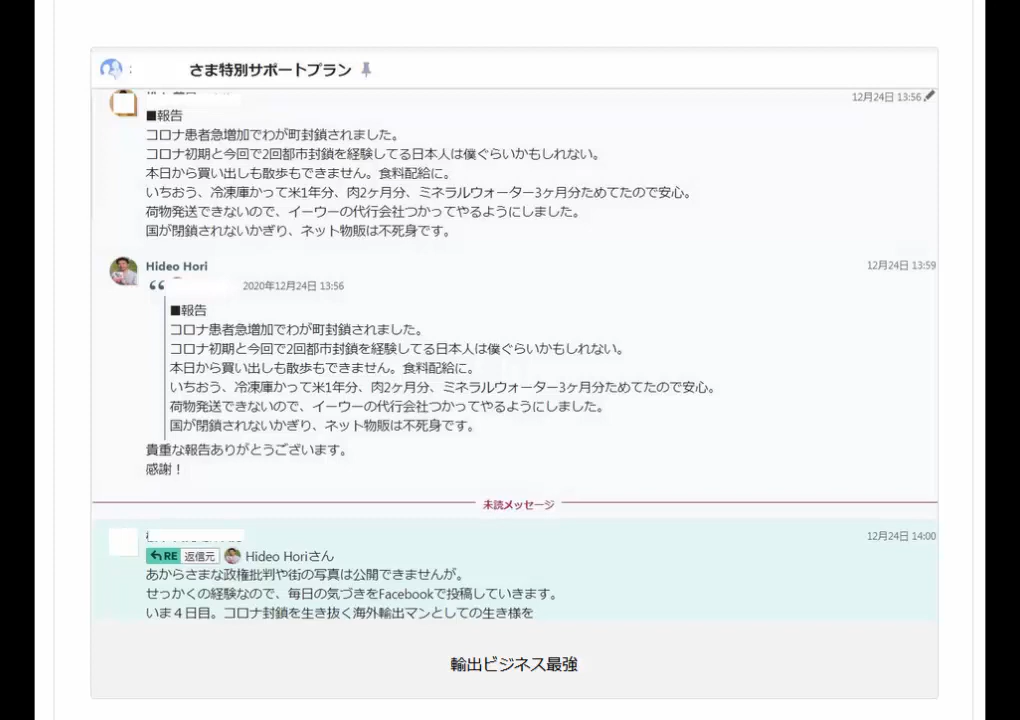 さま特別サポートプラン
12月24日 13:56
■報告
コロナ患者急増加でわが町封鎖されました。
コロナ初期と今回で2回都市封鎖を経験してる日本人は僕ぐらいかもしれない。
本日から買い出しも散歩もできません。食料配給に。
いちおう、冷凍庫かって米1年分、肉2ヶ月分、ミネラルウォーター3ヶ月分ためてたので安心。
荷物発送できないので、イーウーの代行会社つかってやるようにしました。
国が閉鎖されないかぎり、ネット物販は不死身です。
Hideo Hori 12月24日 13:59
2020年12月24日 13:56
■報告
コロナ患者急増加でわが町封鎖されました。
コロナ初期と今回で2回都市封鎖を経験してる日本人は僕ぐらいかもしれない。
本日から買い出しも散歩もできません。食料配給に。
いちおう、冷凍庫かって米1年分、肉2ヶ月分、ミネラルウォーター3ヶ月分ためてたので安心。
荷物発送できないので、イーウーの代行会社つかってやるようにしました。
国が閉鎖されないかぎり、ネット物販は不死身です。
貴重な報告ありがとうございます。
感謝！
未読メッセージ
12月24日 14:00
RE 返信元 Hideo Horiさん
あからさまな政権批判や街の写真は公開できませんが。
せっかくの経験なので、毎日の気づきをFacebookで投稿していきます。
いま４日目。コロナ封鎖を生き抜く海外輸出マンとしての生き様を
輸出ビジネス最強